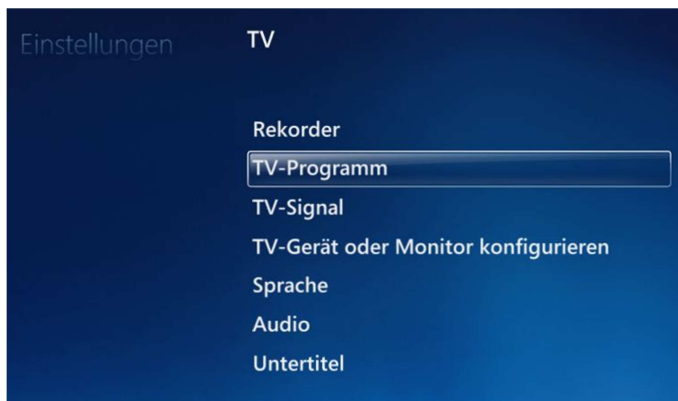 Einstellungen
TV
Rekorder
TV-Programm
TV-Signal
TV-Gerät oder Monitor konfigurieren
Sprache
Audio
Untertitel